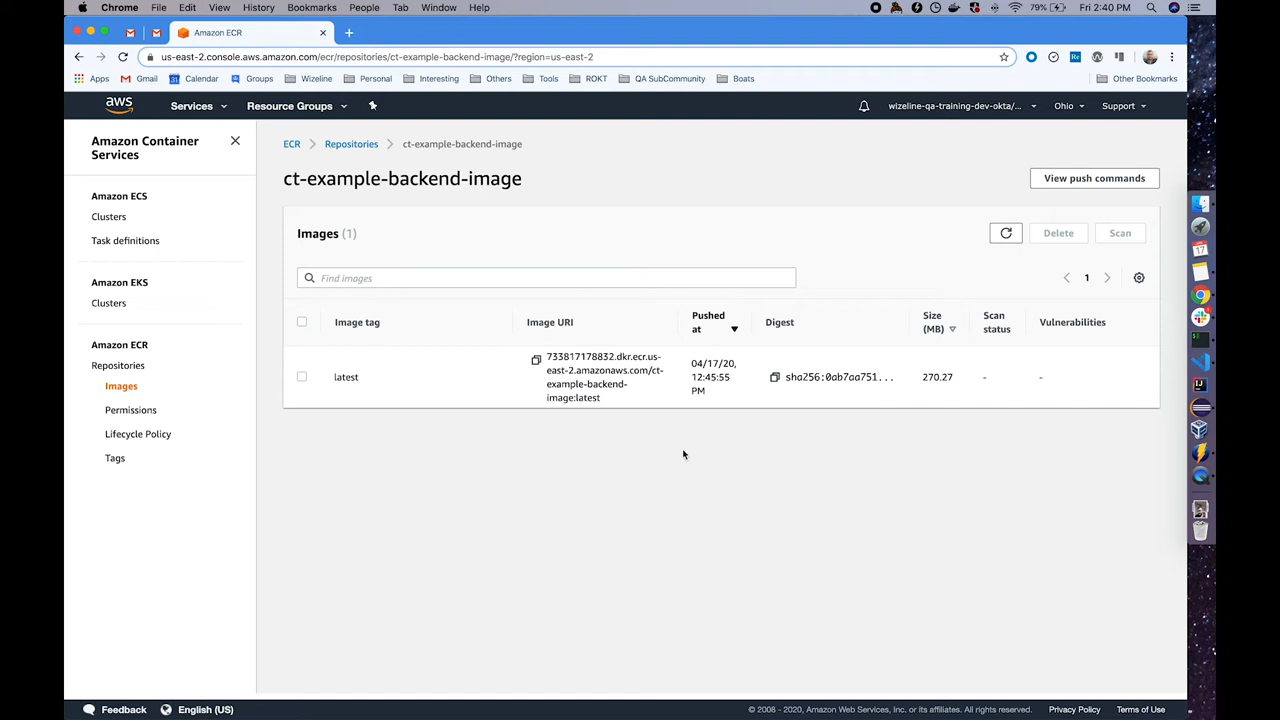 Chrome File Edit View History Bookmarks People Tab Window Help 79% Fri 2:40 PM
Amazon ECR
us-east-2.console.aws.amazon.com/ecr/repositories/ct-example-backend-image/?region=us-east-2
Apps Gmail Calendar Groups Wizeline Personal Interesting Others Tools ROKT QA SubCommunity Boats Other Bookmarks
aws Services Resource Groups wizeline-qa-training-dev-okta/... Ohio Support
Amazon Container
Services
Amazon ECS
Clusters
Task definitions
Amazon EKS
Clusters
Amazon ECR
Repositories
Images
Permissions
Lifecycle Policy
Tags
ECR Repositories ct-example-backend-image
ct-example-backend-image
View push commands
Images (1)
Delete Scan
Find images
1
Image tag
Image URI
Pushed
at
Digest
Size
(MB)
Scan
status
Vulnerabilities
latest
733817178832.dkr.ecr.us-
east-2.amazonaws.com/ct-
example-backend-
image:latest
04/17/20,
12:45:55
PM
sha256:0ab7aa751...
270.27
-
-
Feedback English (US)
© 2008 - 2020, Amazon Web Services, Inc. or its affiliates. All rights reserved. Privacy Policy Terms of Use